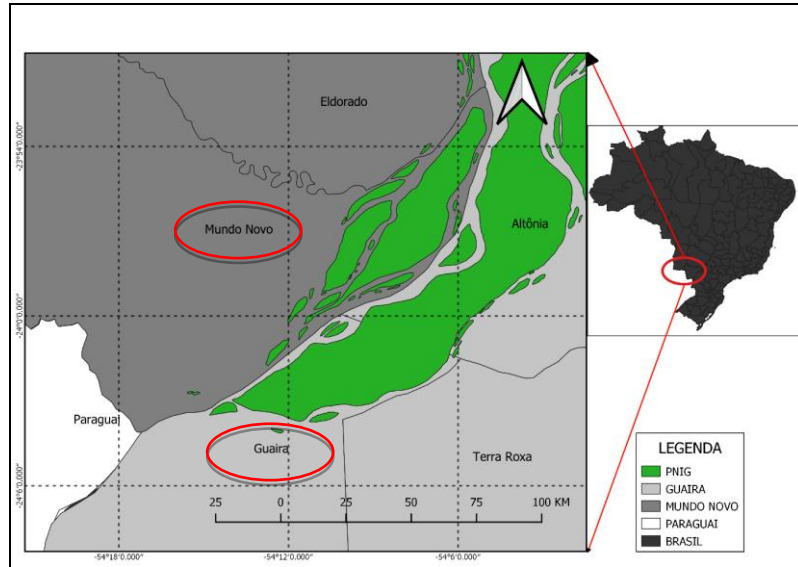 Eldorado
Mundo Novo
Altônia
Paraguai
Guaira
Terra Roxa
-23°54'0.000"
-24°0'0.000"
-24°6'0.000"
25 0 25 50 75 100 KM
-54°18'0.000" -54°12'0.000" -54°6'0.000"
LEGENDA
PNIG
GUAIRA
MUNDO NOVO
PARAGUAI
BRASIL